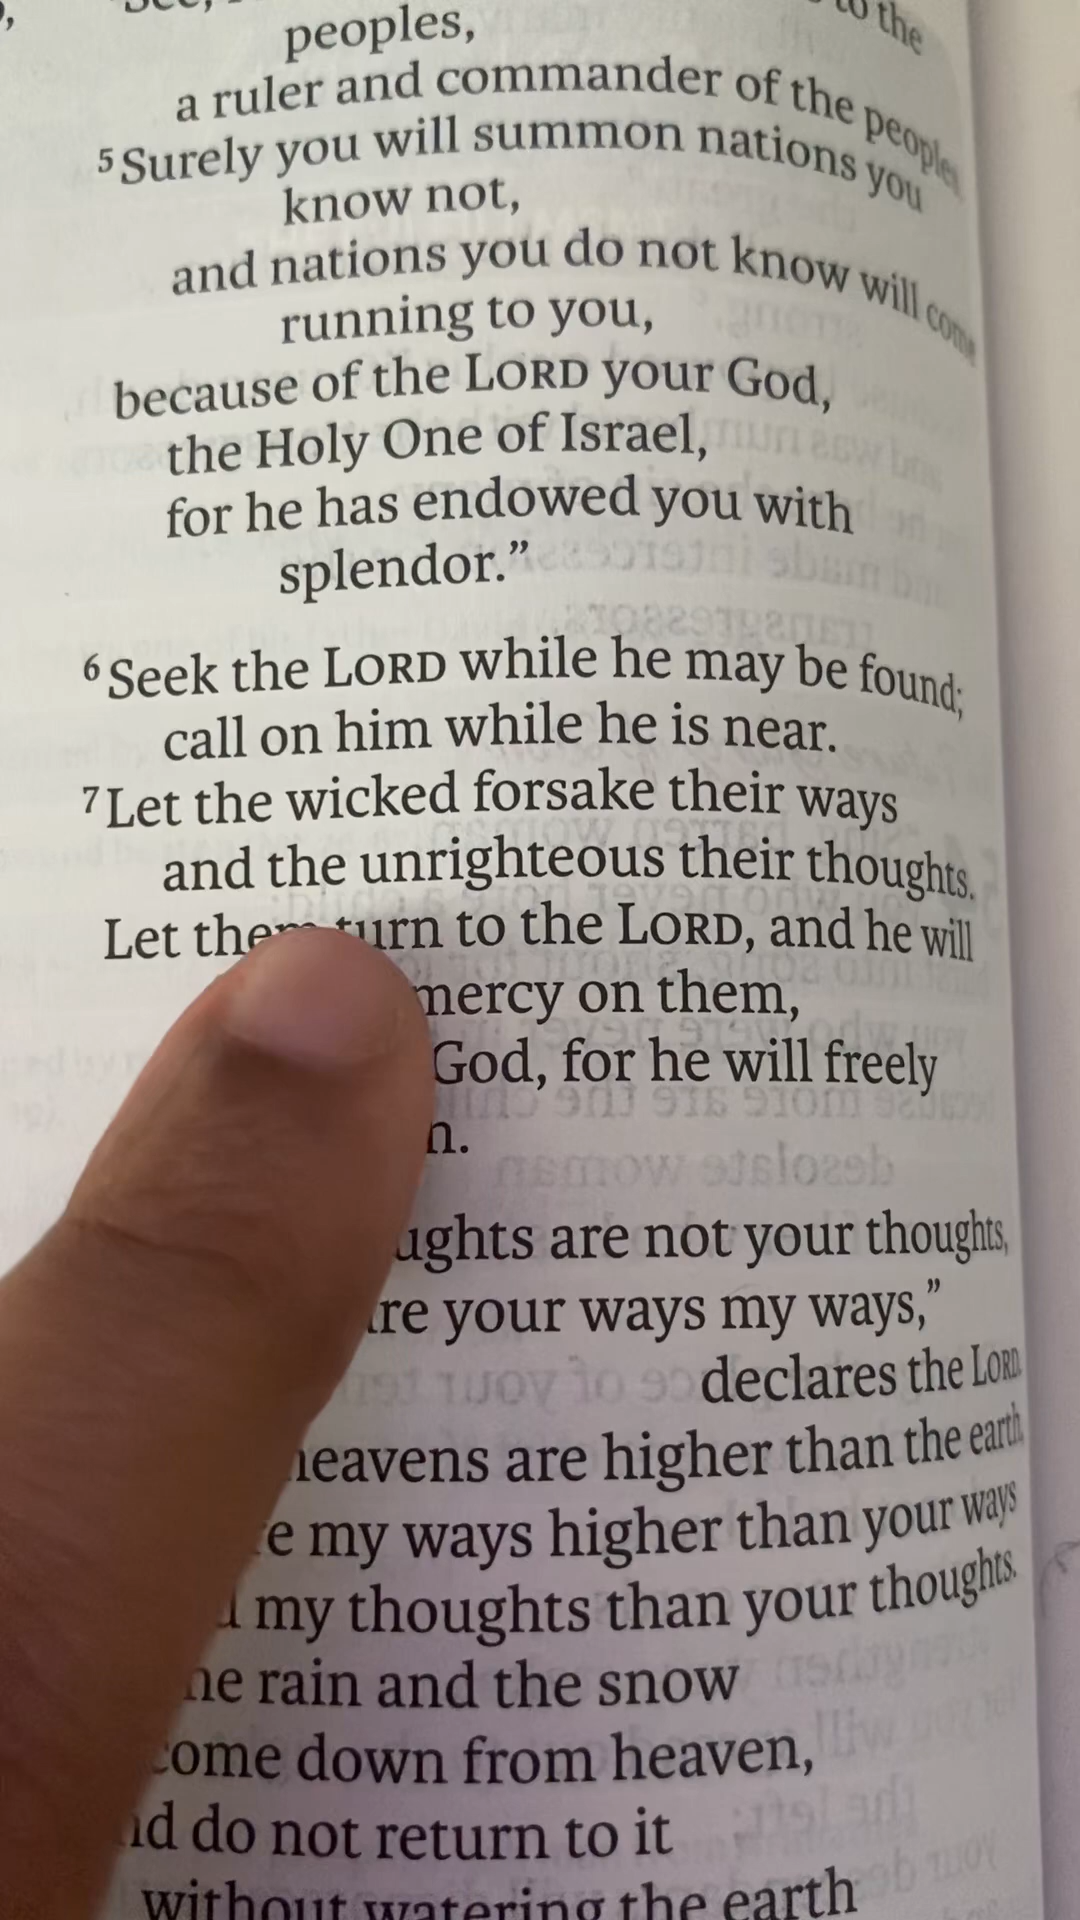 to the
peoples,
a ruler and commander of the peoples
5 Surely you will summon nations you
know not,
and nations you do not know will come
running to you,
because of the LORD your God,
the Holy One of Israel,
for he has endowed you with
splendor.”
6 Seek the LORD while he may be found;
call on him while he is near.
7 Let the wicked forsake their ways
and the unrighteous their thoughts.
Let them turn to the LORD, and he will
mercy on them,
God, for he will freely
n.
ughts are not your thoughts,
re your ways my ways,”
declares the LORD.
heavens are higher than the earth,
e my ways higher than your ways
my thoughts than your thoughts.
he rain and the snow
come down from heaven,
nd do not return to it
without watering the earth